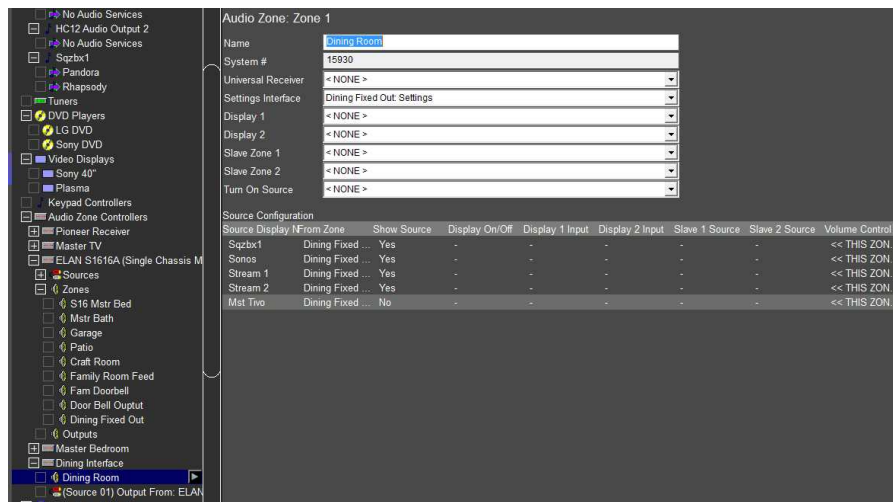 No Audio Services
HC12 Audio Output 2
No Audio Services
Sqzbx1
Pandora
Rhapsody
Tuners
DVD Players
LG DVD
Sony DVD
Video Displays
Sony 40"
Plasma
Keypad Controllers
Audio Zone Controllers
Pioneer Receiver
Master TV
ELAN S1616A (Single Chassis M
Sources
Zones
S16 Mstr Bed
Mstr Bath
Garage
Patio
Craft Room
Family Room Feed
Fam Doorbell
Door Bell Ouptut
Dining Fixed Out
Outputs
Master Bedroom
Dining Interface
Dining Room
(Source 01) Output From: ELAN
Audio Zone: Zone 1
Name Dining Room
System # 15930
Universal Receiver < NONE >
Settings Interface Dining Fixed Out: Settings
Display 1 < NONE >
Display 2 < NONE >
Slave Zone 1 < NONE >
Slave Zone 2 < NONE >
Turn On Source < NONE >
Source Configuration
Source Display N From Zone Show Source Display On/Off Display 1 Input Display 2 Input Slave 1 Source Slave 2 Source Volume Control
Sqzbx1 Dining Fixed ... Yes - - - - - << THIS ZON.
Sonos Dining Fixed ... Yes - - - - - << THIS ZON.
Stream 1 Dining Fixed ... Yes - - - - - << THIS ZON.
Stream 2 Dining Fixed ... Yes - - - - - << THIS ZON.
Mst Tivo Dining Fixed ... No - - - - - << THIS ZON.